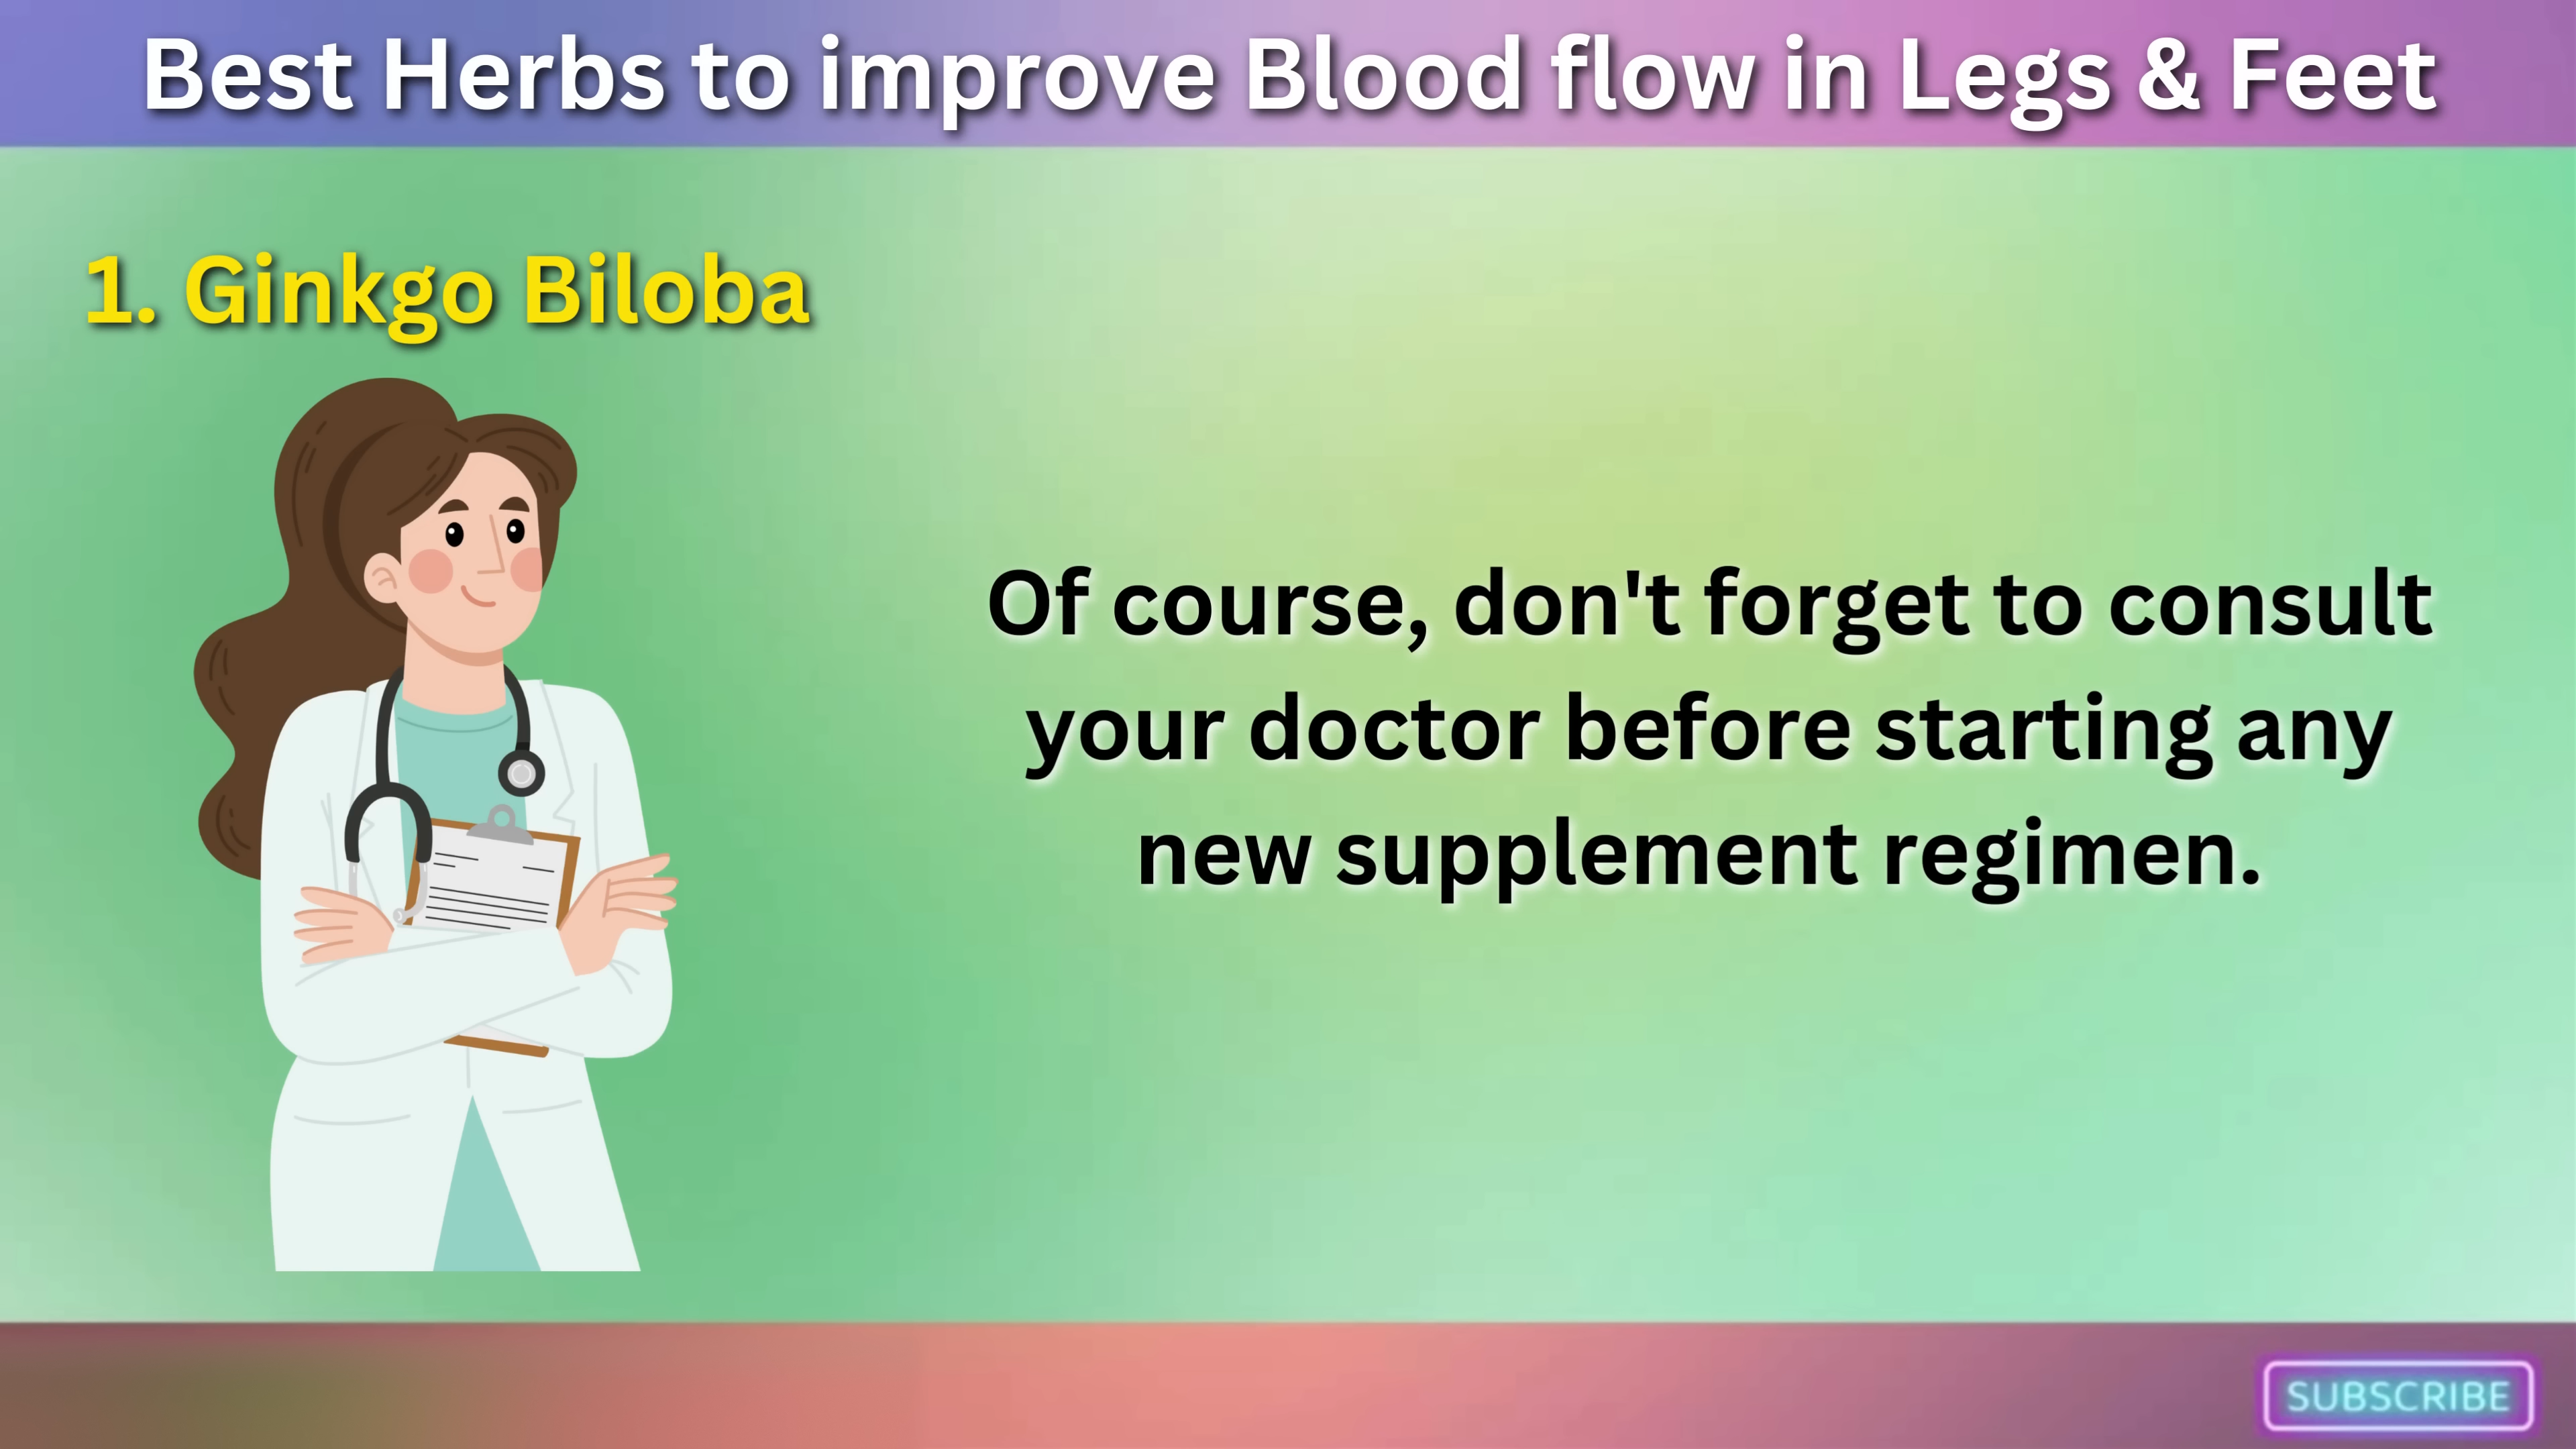 Best Herbs to improve Blood flow in Legs & Feet
1. Ginkgo Biloba
Of course, don't forget to consult
your doctor before starting any
new supplement regimen.
SUBSCRIBE